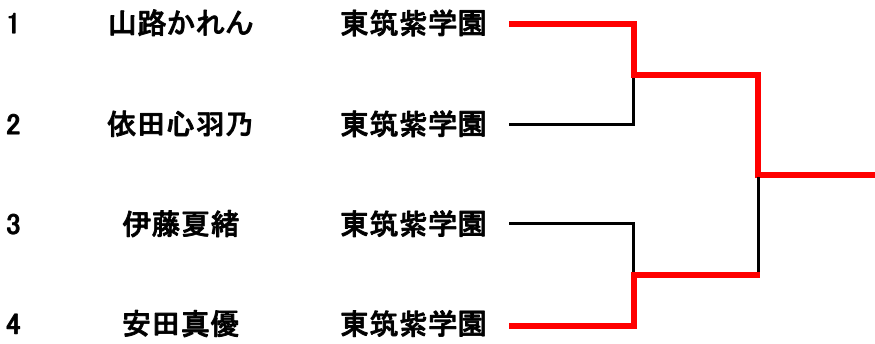 1 山路かれん 東筑紫学園
2 依田心羽乃 東筑紫学園
3 伊藤夏緒 東筑紫学園
4 安田真優 東筑紫学園